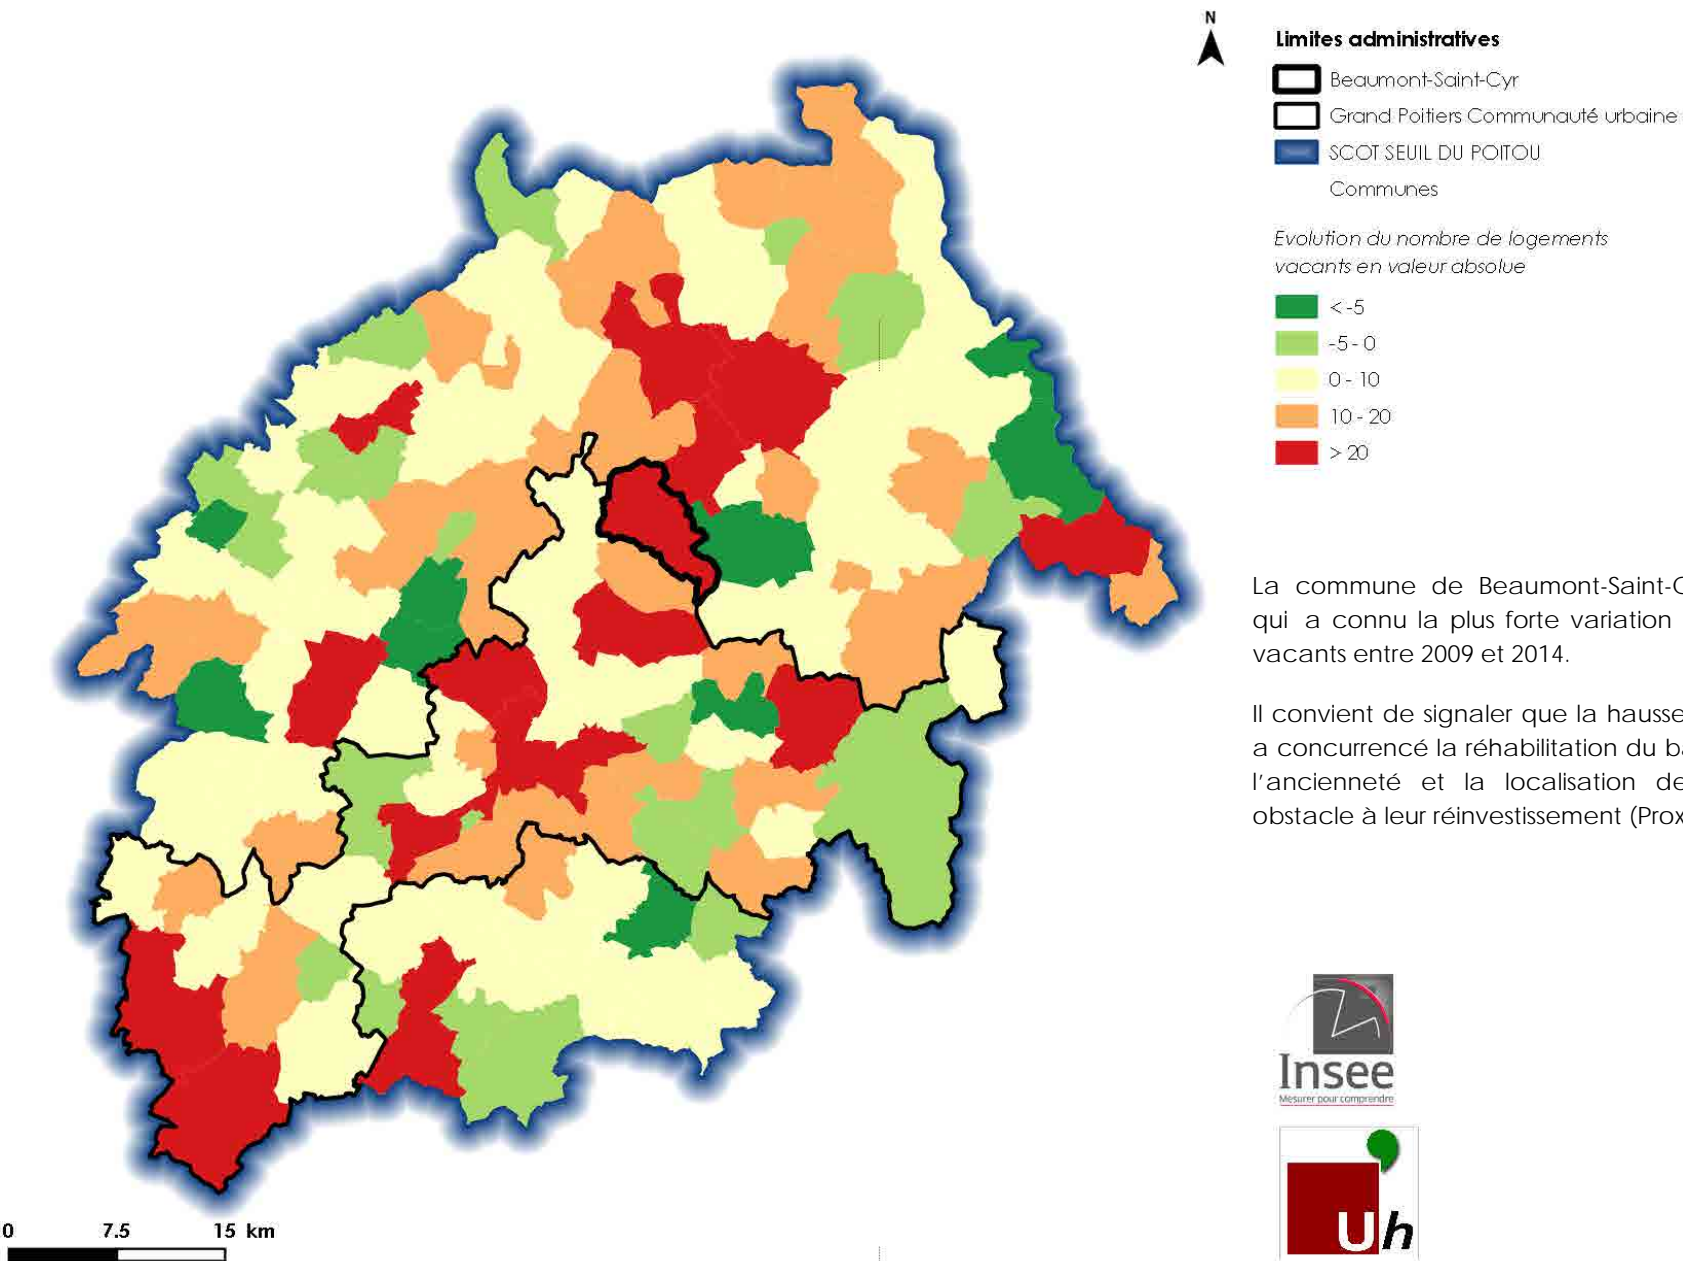 N
Limites administratives
Beaumont-Saint-Cyr
Grand Poitiers Communauté urbaine
SCOT SEUIL DU POITOU
Communes
Evolution du nombre de logements
vacants en valeur absolue
< -5
-5 - 0
0 - 10
10 - 20
> 20
La commune de Beaumont-Saint-C
qui a connu la plus forte variation
vacants entre 2009 et 2014.
Il convient de signaler que la hausse
a concurrencé la réhabilitation du ba
l'ancienneté et la localisation de
obstacle à leur réinvestissement (Prox
Insee
Mesurer pour comprendre
Uh
0 7.5 15 km